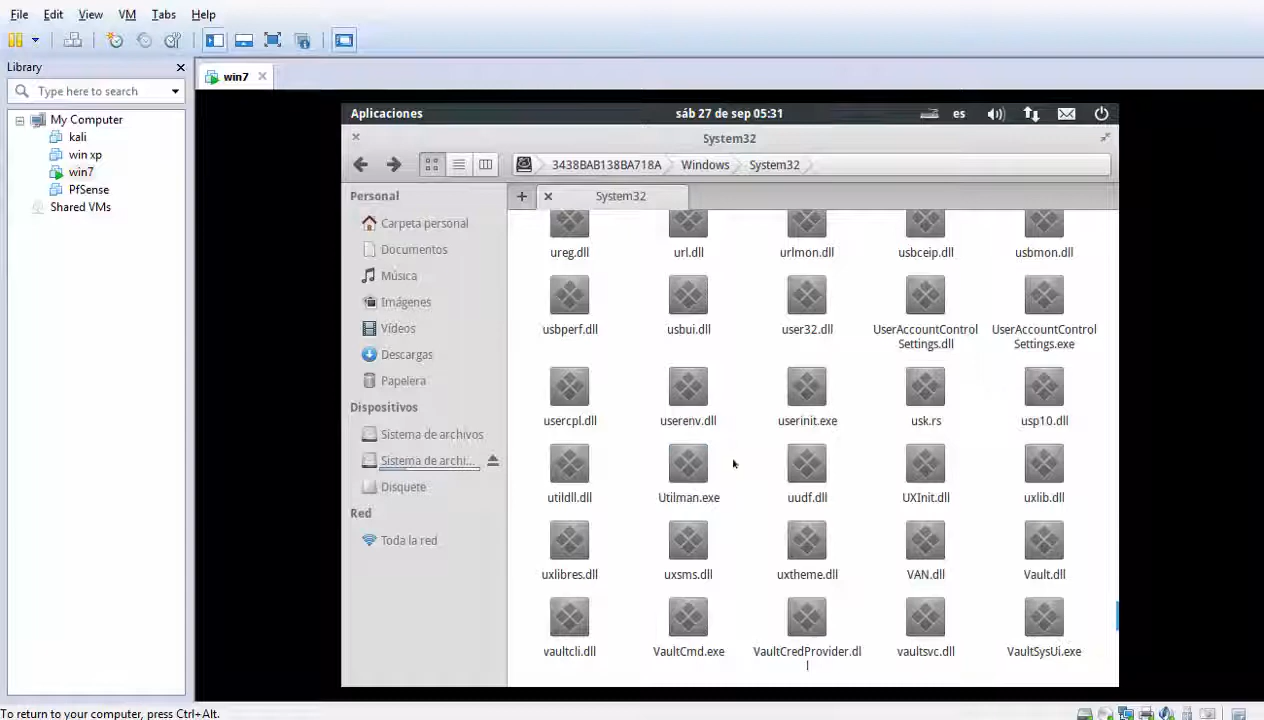 File Edit View VM Tabs Help
Library
Type here to search
My Computer
kali
win xp
win7
PfSense
Shared VMs
win7
Aplicaciones
sáb 27 de sep 05:31
es
System32
3438BAB138BA718A Windows System32
System32
Personal
Carpeta personal
Documentos
Música
Imágenes
Vídeos
Descargas
Papelera
Dispositivos
Sistema de archivos
Sistema de archi...
Disquete
Red
Toda la red
ureg.dll url.dll urlmon.dll usbceip.dll usbmon.dll
usbperf.dll usbui.dll user32.dll UserAccountControl UserAccountControl
Settings.dll Settings.exe
usercpl.dll userenv.dll userinit.exe usk.rs usp10.dll
utildll.dll Utilman.exe uudf.dll UXInit.dll uxlib.dll
uxlibres.dll uxsms.dll uxtheme.dll VAN.dll Vault.dll
vaultcli.dll VaultCmd.exe VaultCredProvider.dl vaultsvc.dll VaultSysUi.exe
l
To return to your computer, press Ctrl+Alt.